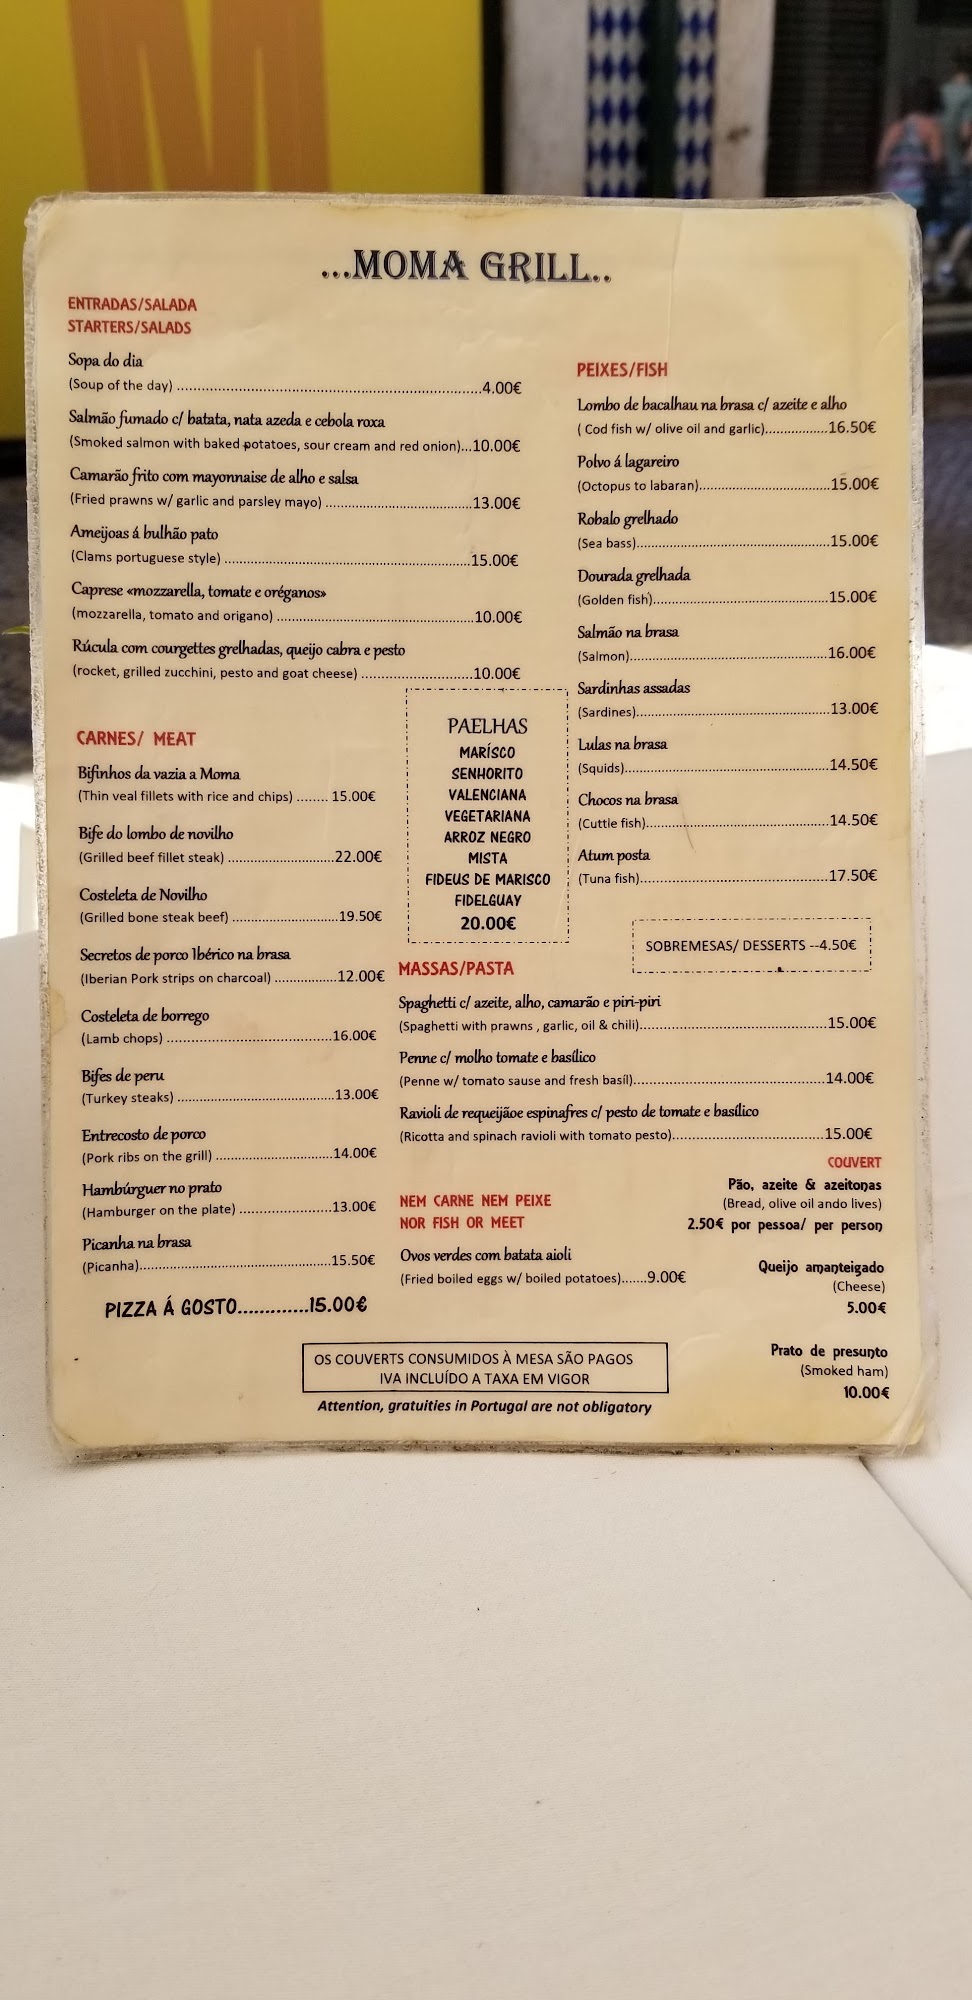 ...MOMA GRILL..
ENTRADAS/SALADA
STARTERS/SALADS
Sopa do dia
(Soup of the day) ........................4.00€
Salmão fumado c/ batata, nata azeda e cebola roxa
(Smoked salmon with baked potatoes, sour cream and red onion)...10.00€
Camarão frito com mayonnaise de alho e salsa
(Fried prawns w/ garlic and parsley mayo) ........................13.00€
Ameijoas á bulhão pato
(Clams portuguese style) ........................15.00€
Caprese «mozzarella, tomate e oréganos»
(mozzarella, tomato and origano) ........................10.00€
Rúcula com courgettes grelhadas, queijo cabra e pesto
(rocket, grilled zucchini, pesto and goat cheese) ........................10.00€
CARNES/ MEAT
Bifinhos da vazia a Moma
(Thin veal fillets with rice and chips) ........ 15.00€
Bife do lombo de novilho
(Grilled beef fillet steak) ........................22.00€
Costeleta de Novilho
(Grilled bone steak beef) ........................19.50€
Secretos de porco Ibérico na brasa
(Iberian Pork strips on charcoal) ...............12.00€
Costeleta de borrego
(Lamb chops) ........................16.00€
Bifes de peru
(Turkey steaks) ........................13.00€
Entrecosto de porco
(Pork ribs on the grill) ........................14.00€
Hambúrguer no prato
(Hamburger on the plate) ......................13.00€
Picanha na brasa
(Picanha)........................15.50€
PIZZA Á GOSTO............15.00€
PAELHAS
MARÍSCO
SENHORITO
VALENCIANA
VEGETARIANA
ARROZ NEGRO
MISTA
FIDEUS DE MARISCO
FIDELGUAY
20.00€
PEIXES/FISH
Lombo de bacalhau na brasa c/ azeite e alho
( Cod fish w/ olive oil and garlic)...............16.50€
Polvo á lagareiro
(Octopus to labaran)........................15.00€
Robalo grelhado
(Sea bass)........................15.00€
Dourada grelhada
(Golden fish)........................15.00€
Salmão na brasa
(Salmon)........................16.00€
Sardinhas assadas
(Sardines)........................13.00€
Lulas na brasa
(Squids)........................14.50€
Chocos na brasa
(Cuttle fish)........................14.50€
Atum posta
(Tuna fish)........................17.50€
SOBREMESAS/ DESSERTS --4.50€
MASSAS/PASTA
Spaghetti c/ azeite, alho, camarão e piri-piri
(Spaghetti with prawns , garlic, oil & chili)........................15.00€
Penne c/ molho tomate e basílico
(Penne w/ tomato sause and fresh basil)........................14.00€
Ravioli de requeijãoe espinafres c/ pesto de tomate e basílico
(Ricotta and spinach ravioli with tomato pesto)........................15.00€
NEM CARNE NEM PEIXE
NOR FISH OR MEET
Ovos verdes com batata aioli
(Fried boiled eggs w/ boiled potatoes).......9.00€
COUVERT
Pão, azeite & azeitonas
(Bread, olive oil ando lives)
2.50€ por pessoa/ per person
Queijo amanteigado
(Cheese)
5.00€
Prato de presunto
(Smoked ham)
10.00€
OS COUVERTS CONSUMIDOS À MESA SÃO PAGOS
IVA INCLUÍDO A TAXA EM VIGOR
Attention, gratuities in Portugal are not obligatory